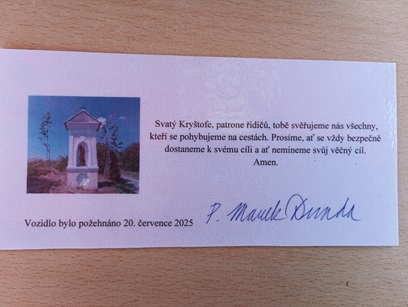 Svatý Kryštofe, patrone řidičů, tobě svěřujeme nás všechny,
kteří se pohybujeme na cestách. Prosíme, ať se vždy bezpečně
dostaneme k svému cíli a ať nemineme svůj věčný cíl.
Amen.
Vozidlo bylo požehnáno 20. července 2025
P. Marek Dunda